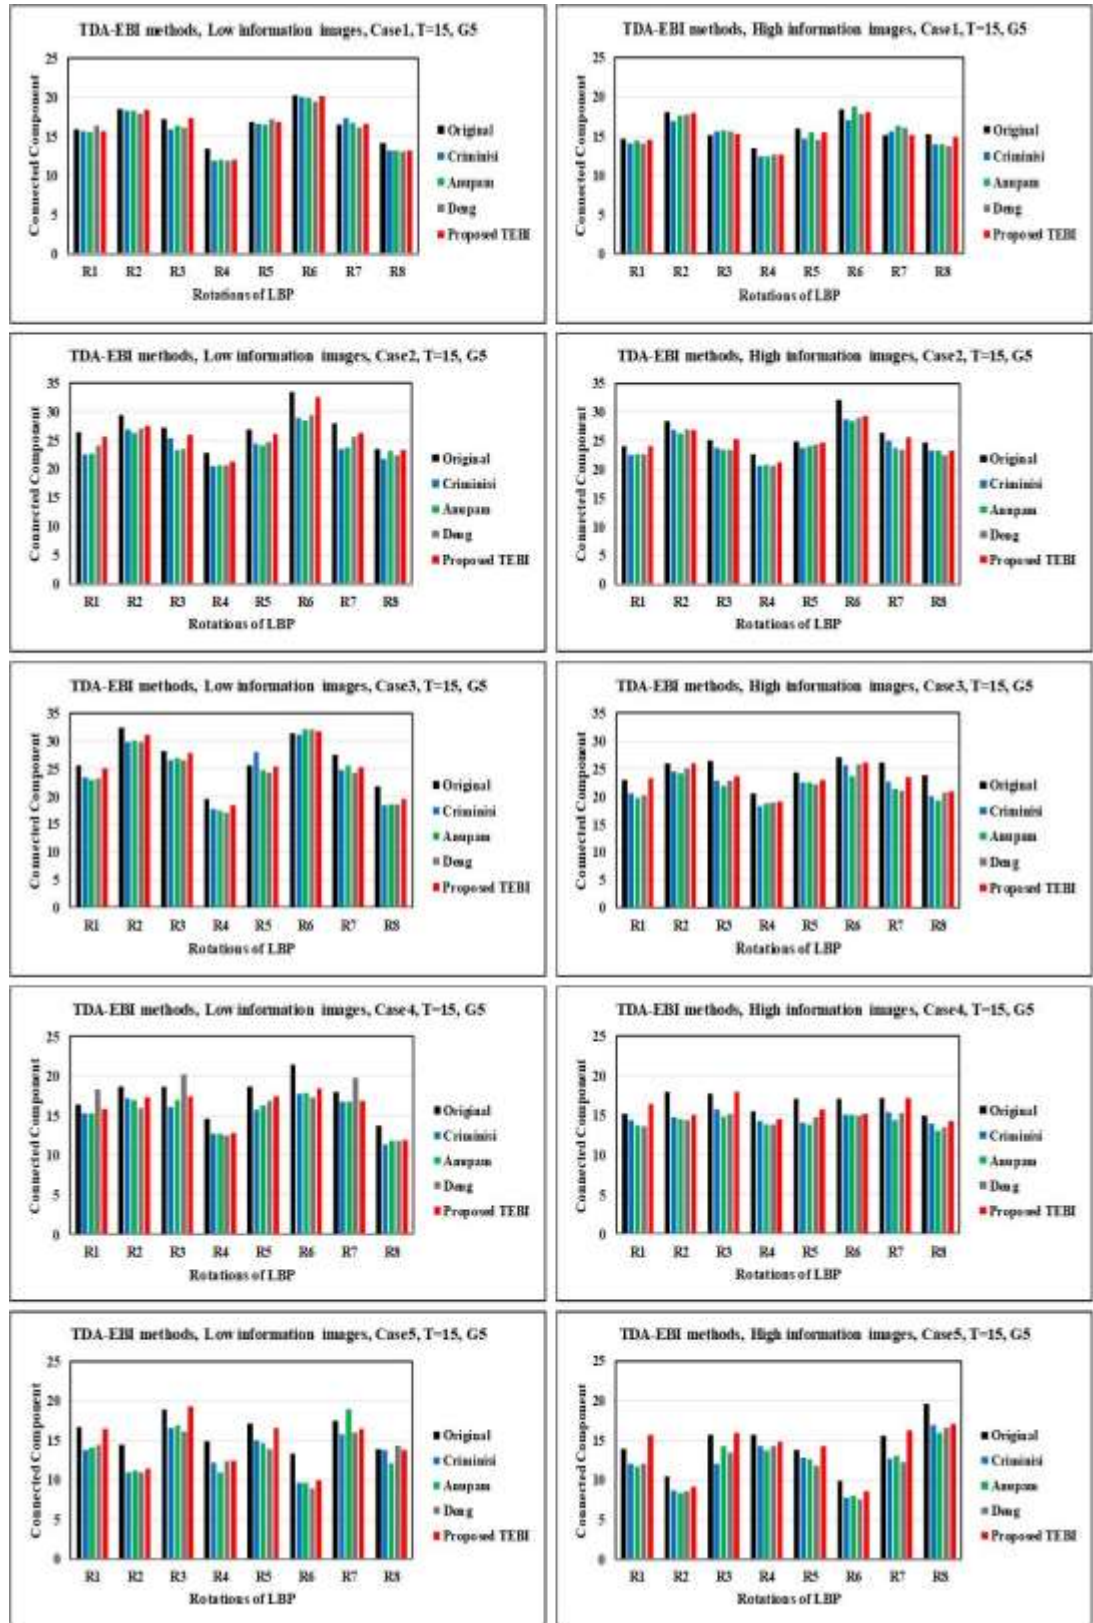 TDA-EBI methods, Low information images, Case1, T=15, G5
Connected Component
25
20
15
10
5
0
R1 R2 R3 R4 R5 R6 R7 R8
Rotations of LBP
Original
Criminisi
Anupam
Deng
Proposed TEBI
TDA-EBI methods, High information images, Case1, T=15, G5
Connected Component
25
20
15
10
5
0
R1 R2 R3 R4 R5 R6 R7 R8
Rotations of LBP
Original
Criminisi
Anupam
Deng
Proposed TEBI
TDA-EBI methods, Low information images, Case2, T=15, G5
Connected Component
35
30
25
20
15
10
5
0
R1 R2 R3 R4 R5 R6 R7 R8
Rotations of LBP
Original
Criminisi
Anupam
Deng
Proposed TEBI
TDA-EBI methods, High information images, Case2, T=15, G5
Connected Component
35
30
25
20
15
10
5
0
R1 R2 R3 R4 R5 R6 R7 R8
Rotations of LBP
Original
Criminisi
Anupam
Deng
Proposed TEBI
TDA-EBI methods, Low information images, Case3, T=15, G5
Connected Component
35
30
25
20
15
10
5
0
R1 R2 R3 R4 R5 R6 R7 R8
Rotations of LBP
Original
Criminisi
Anupam
Deng
Proposed TEBI
TDA-EBI methods, High information images, Case3, T=15, G5
Connected Component
35
30
25
20
15
10
5
0
R1 R2 R3 R4 R5 R6 R7 R8
Rotations of LBP
Original
Criminisi
Anupam
Deng
Proposed TEBI
TDA-EBI methods, Low information images, Case4, T=15, G5
Connected Component
25
20
15
10
5
0
R1 R2 R3 R4 R5 R6 R7 R8
Rotations of LBP
Original
Criminisi
Anupam
Deng
Proposed TEBI
TDA-EBI methods, High information images, Case4, T=15, G5
Connected Component
25
20
15
10
5
0
R1 R2 R3 R4 R5 R6 R7 R8
Rotations of LBP
Original
Criminisi
Anupam
Deng
Proposed TEBI
TDA-EBI methods, Low information images, Case5, T=15, G5
Connected Component
25
20
15
10
5
0
R1 R2 R3 R4 R5 R6 R7 R8
Rotations of LBP
Original
Criminisi
Anupam
Deng
Proposed TEBI
TDA-EBI methods, High information images, Case5, T=15, G5
Connected Component
25
20
15
10
5
0
R1 R2 R3 R4 R5 R6 R7 R8
Rotations of LBP
Original
Criminisi
Anupam
Deng
Proposed TEBI